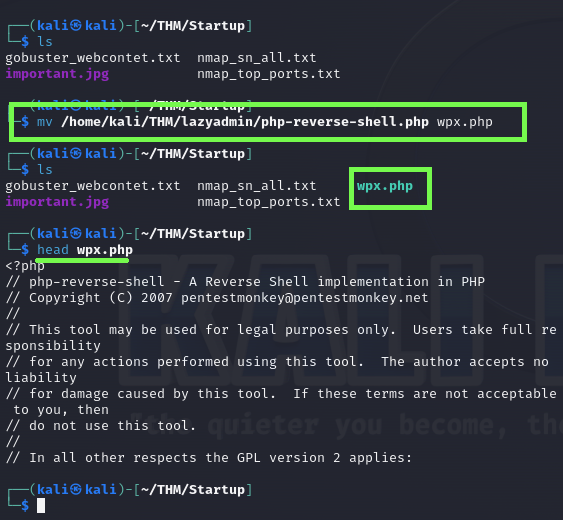 ┌──(kali㉿kali)-[~/THM/Startup]
└─$ ls
gobuster_webcontet.txt  nmap_sn_all.txt
important.jpg           nmap_top_ports.txt

┌──(kali㉿kali)-[~/THM/Startup]
└─$ mv /home/kali/THM/lazyadmin/php-reverse-shell.php wpx.php

┌──(kali㉿kali)-[~/THM/Startup]
└─$ ls
gobuster_webcontet.txt  nmap_sn_all.txt     wpx.php
important.jpg           nmap_top_ports.txt

┌──(kali㉿kali)-[~/THM/Startup]
└─$ head wpx.php
<?php
// php-reverse-shell - A Reverse Shell implementation in PHP
// Copyright (C) 2007 pentestmonkey@pentestmonkey.net
//
// This tool may be used for legal purposes only.  Users take full re
sponsibility
// for any actions performed using this tool.  The author accepts no
liability
// for damage caused by this tool.  If these terms are not acceptable
 to you, then
// do not use this tool.
//
// In all other respects the GPL version 2 applies:

┌──(kali㉿kali)-[~/THM/Startup]
└─$
KALI
"the quieter you become, the